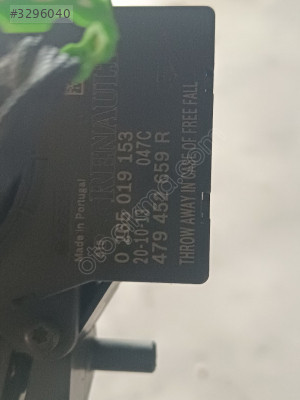 #3296040
RENAULT
Made in Portugal
0 265 019 153
20-10-13 047C
479 452 659 R
THROW AWAY IN CASE OF FREE FALL